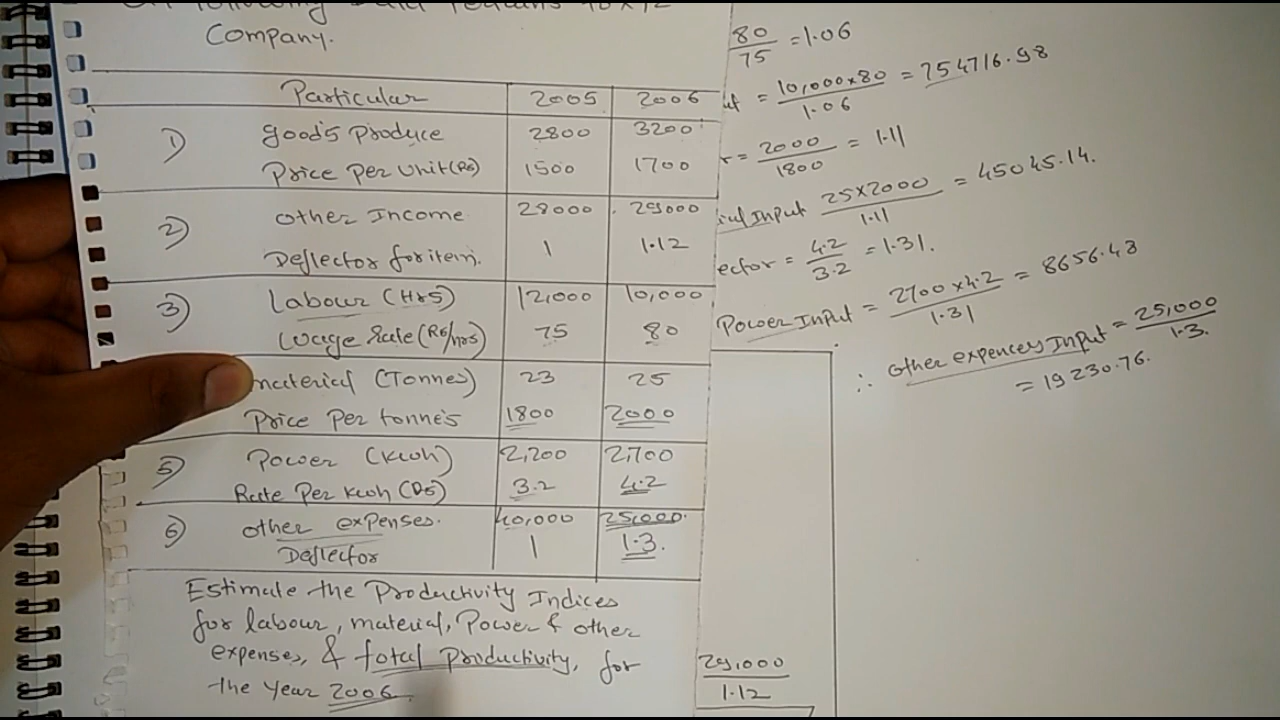 Company.
Particular 2005 2006
1) goods Produce 2800 3200
Price Per Unit (Rs) 1500 1700
2) other Income 28000 29000
Deflector for item. 1 1.12
3) Labour (Hrs) 12,000 10,000
Wage Rate (Rs/hrs) 75 80
material (Tonnes) 23 25
Price Per tonnes 1800 2000
5) Power (Kwh) 2,200 2,700
Rate Per Kwh (Rs) 3.2 4.2
6) other expenses. 40,000 25,000.
Deflector 1 1.3.
Estimate the Productivity Indices
for labour, material, Power & other
expenses, & total productivity, for
the year 2006.
80/75 = 1.06
= 10,000x80/1.06 = 754716.98
= 2000/1800 = 1.11
Input 25x2000/1.11 = 45045.14.
ector = 4.2/3.2 = 1.31.
Power Input = 2700x4.2/1.31 = 8656.48
∴ other expences Input = 25,000/1.3.
= 19230.76.
29,000/1.12